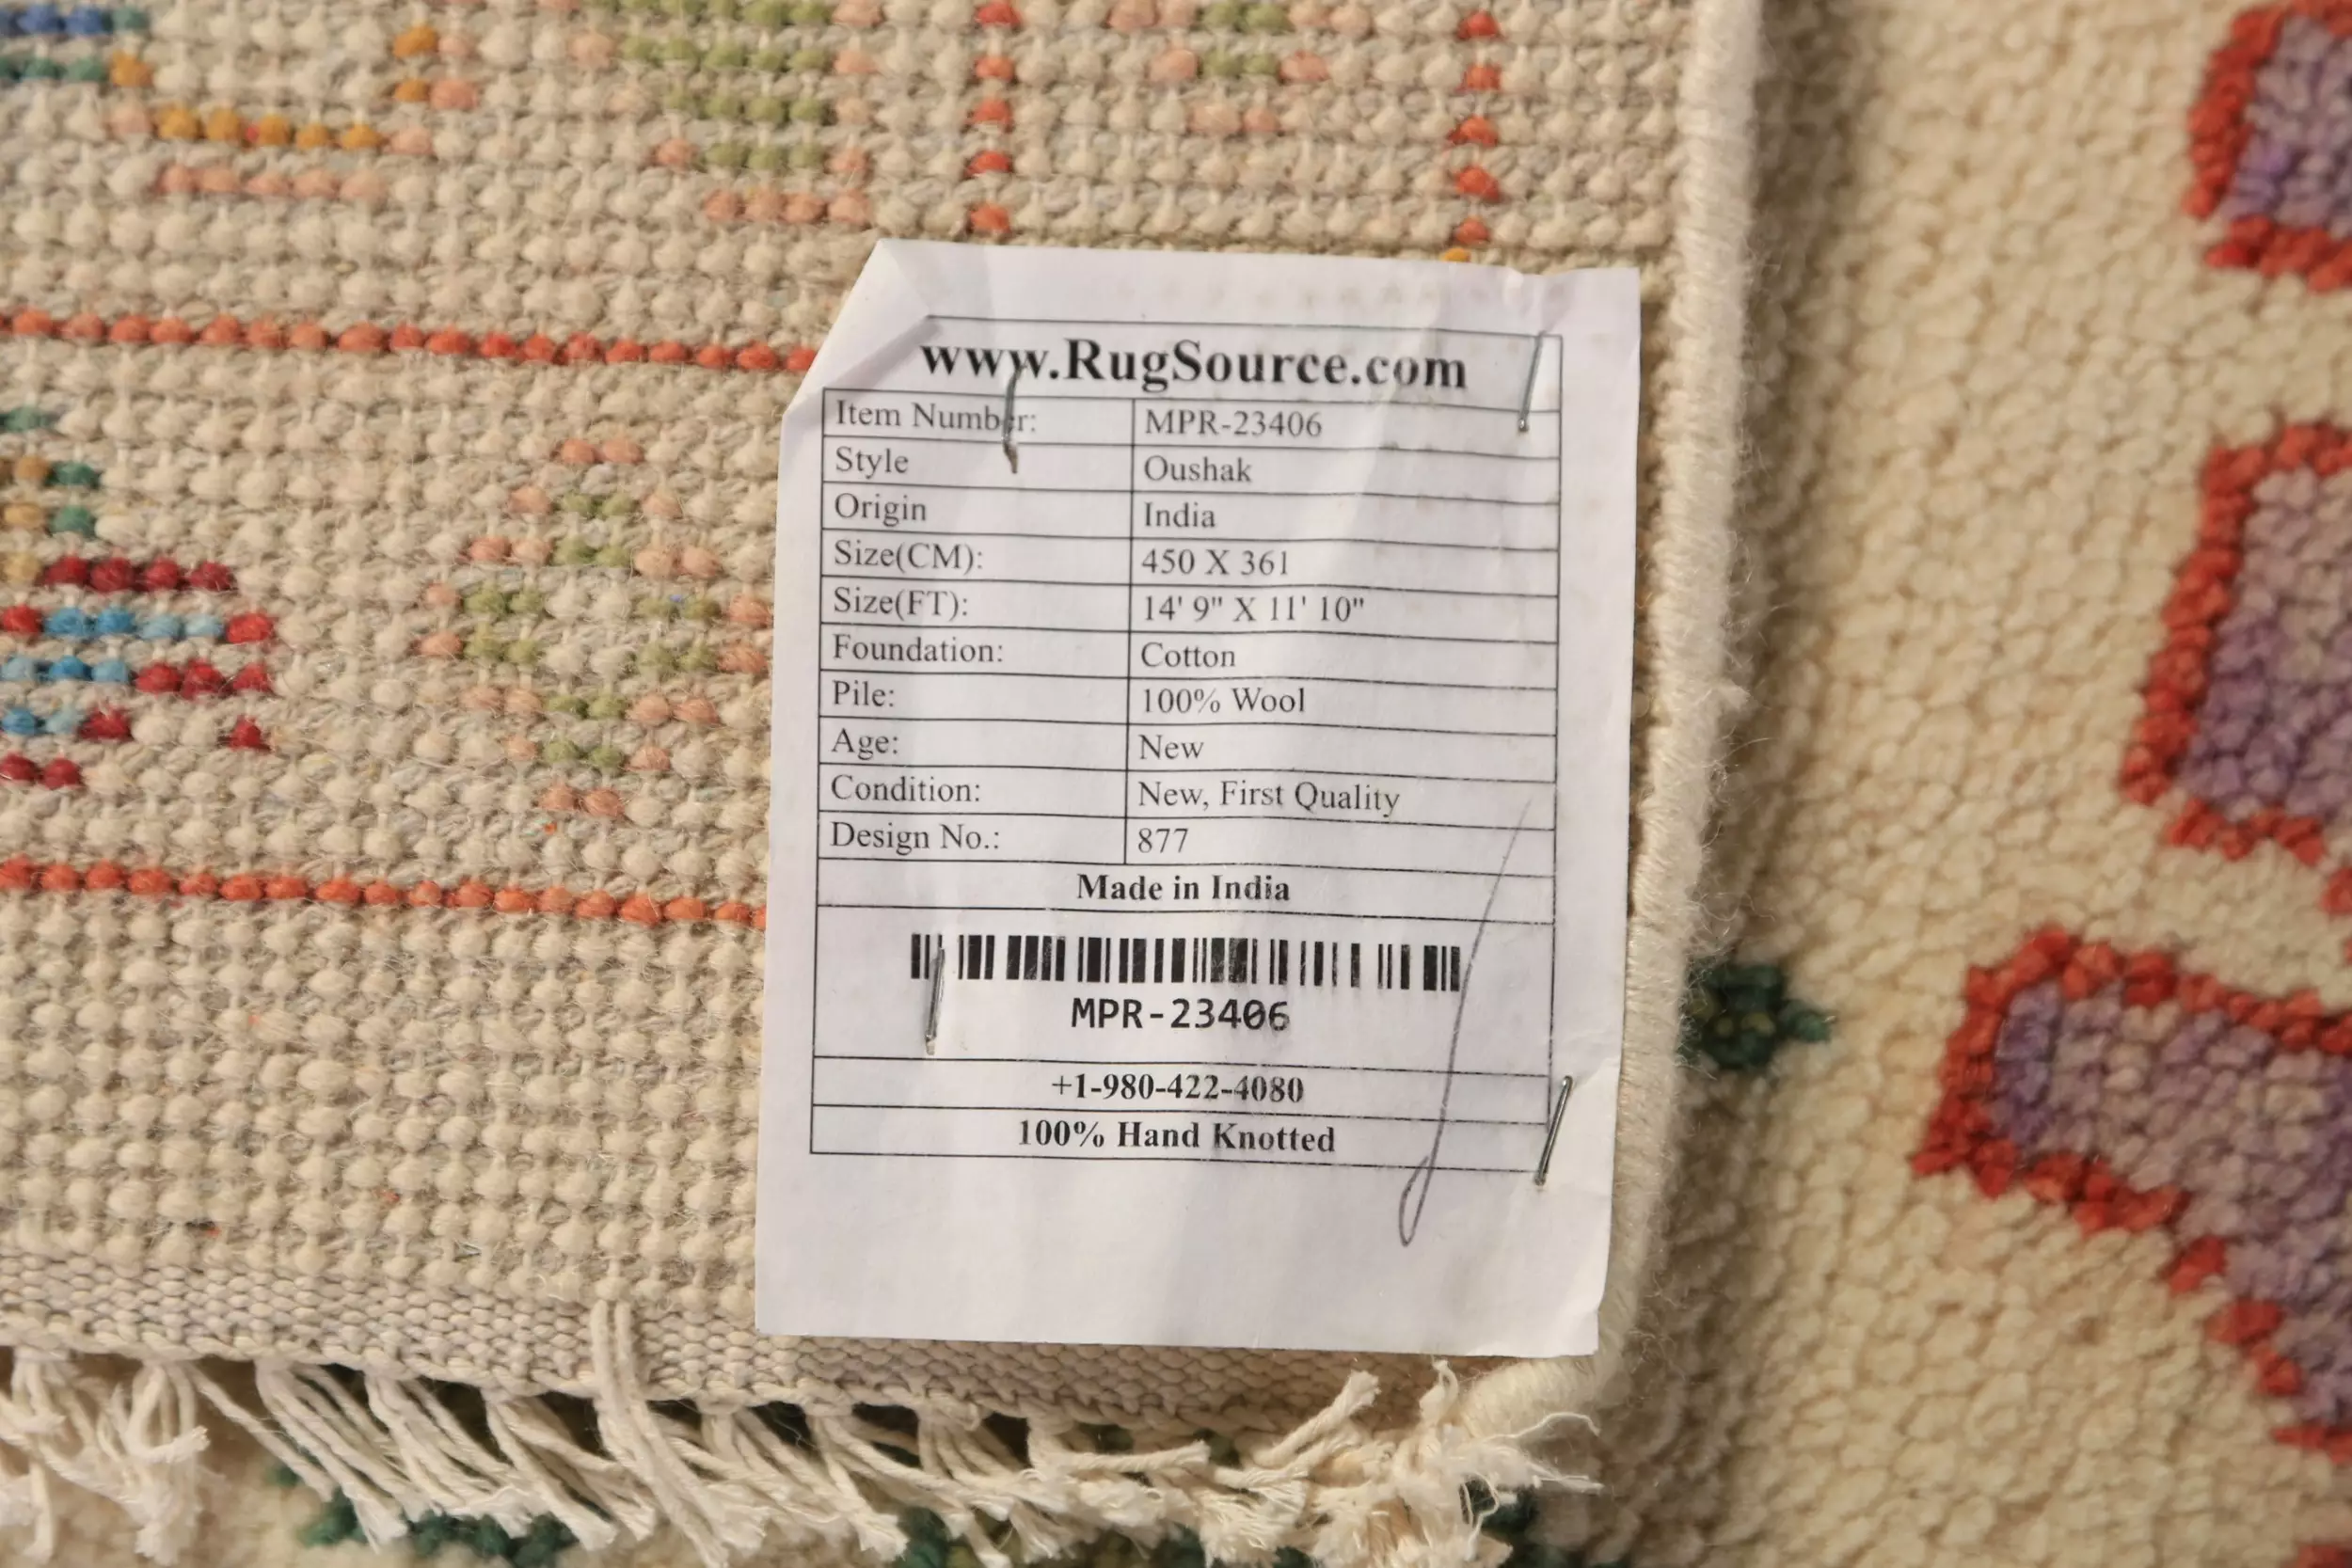 www.RugSource.com
Item Number: MPR-23406
Style Oushak
Origin India
Size(CM): 450 X 361
Size(FT): 14' 9" X 11' 10"
Foundation: Cotton
Pile: 100% Wool
Age: New
Condition: New, First Quality
Design No.: 877
Made in India
MPR-23406
+1-980-422-4080
100% Hand Knotted